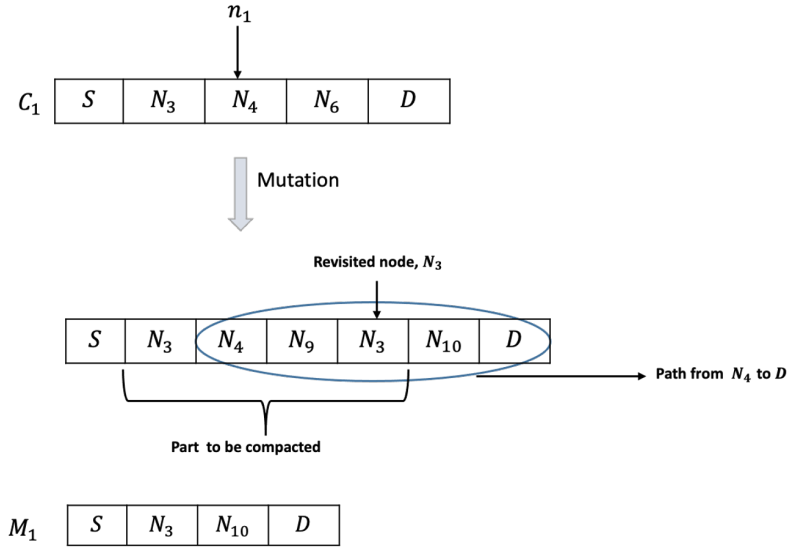 n₁
C₁ S N₃ N₄ N₆ D
Mutation
Revisited node, N₃
S N₃ N₄ N₉ N₃ N₁₀ D
Path from N₄ to D
Part to be compacted
M₁ S N₃ N₁₀ D